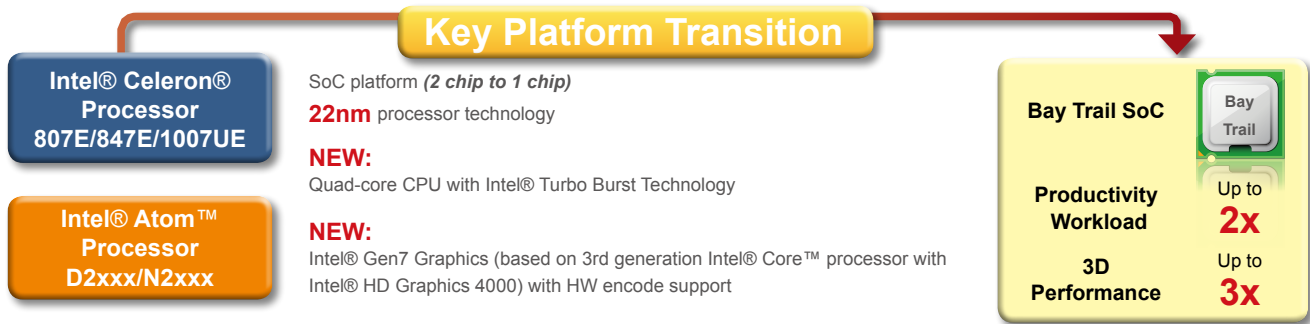 Key Platform Transition
Intel® Celeron®
Processor
807E/847E/1007UE
Intel® Atom™
Processor
D2xxx/N2xxx
SoC platform (2 chip to 1 chip)
22nm processor technology
NEW:
Quad-core CPU with Intel® Turbo Burst Technology
NEW:
Intel® Gen7 Graphics (based on 3rd generation Intel® Core™ processor with
Intel® HD Graphics 4000) with HW encode support
Bay Trail SoC
Bay
Trail
Productivity
Workload
Up to
2x
3D
Performance
Up to
3x